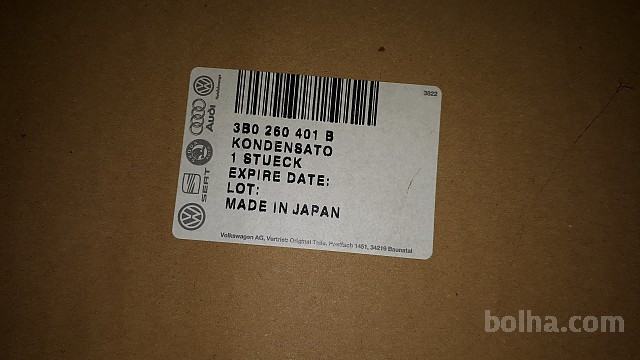 3822
3B0 260 401 B
KONDENSATO
1 STUECK
EXPIRE DATE:
LOT:
MADE IN JAPAN
Volkswagen AG, Vertrieb Original Teile, Postfach 1451, 34219 Baunatal
Audi
SEAT
bolha.com